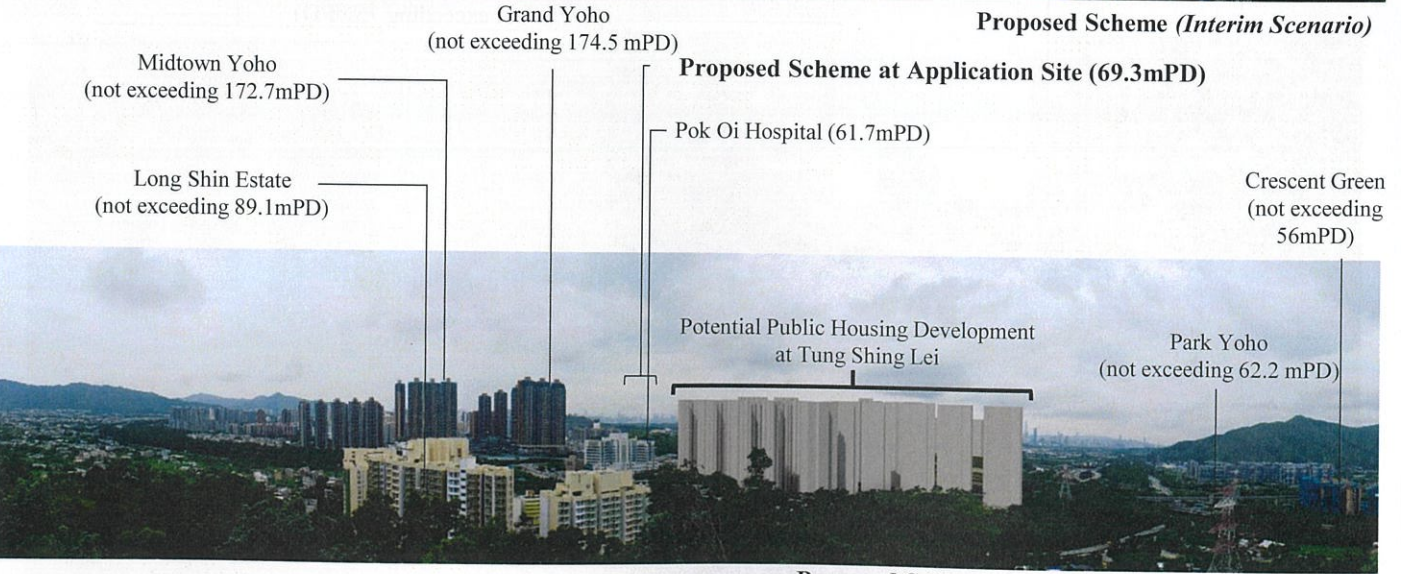 Proposed Scheme (Interim Scenario)
Grand Yoho
(not exceeding 174.5 mPD)
Midtown Yoho
(not exceeding 172.7mPD)
Proposed Scheme at Application Site (69.3mPD)
Pok Oi Hospital (61.7mPD)
Long Shin Estate
(not exceeding 89.1mPD)
Crescent Green
(not exceeding
56mPD)
Potential Public Housing Development
at Tung Shing Lei
Park Yoho
(not exceeding 62.2 mPD)